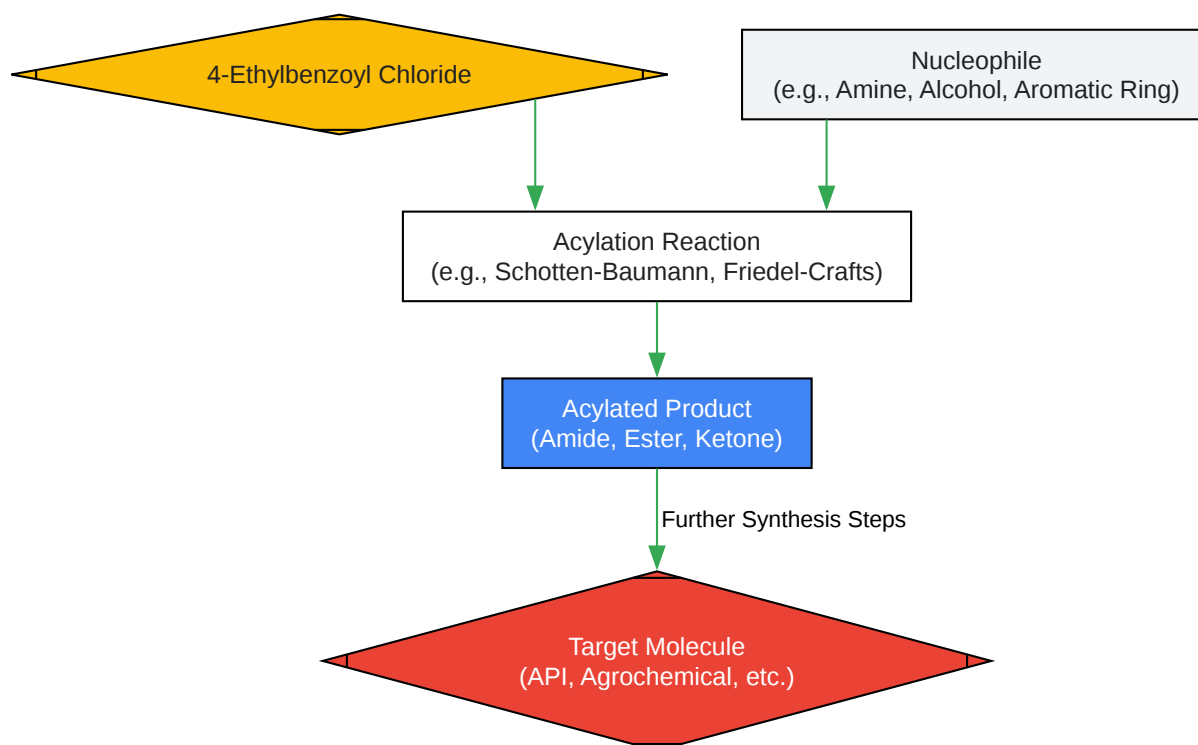 4-Ethylbenzoyl Chloride
Nucleophile
(e.g., Amine, Alcohol, Aromatic Ring)
Acylation Reaction
(e.g., Schotten-Baumann, Friedel-Crafts)
Acylated Product
(Amide, Ester, Ketone)
Further Synthesis Steps
Target Molecule
(API, Agrochemical, etc.)